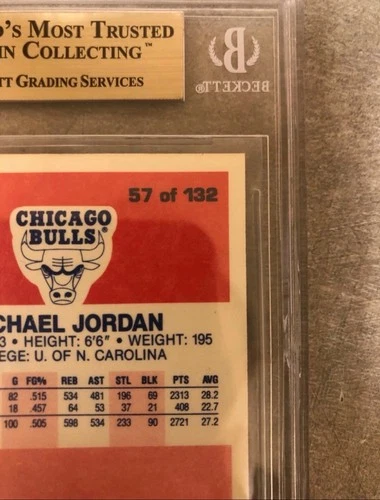 'S MOST TRUSTED
IN COLLECTING™
TT GRADING SERVICES
B
BECKETT®
57 of 132
CHICAGO
BULLS®
CHAEL JORDAN
3 • HEIGHT: 6'6" • WEIGHT: 195
EGE: U. OF N. CAROLINA
G FG% REB AST STL BLK PTS AVG
82 .515 534 481 196 69 2313 28.2
18 .457 64 53 37 21 408 22.7
100 .505 598 534 233 90 2721 27.2